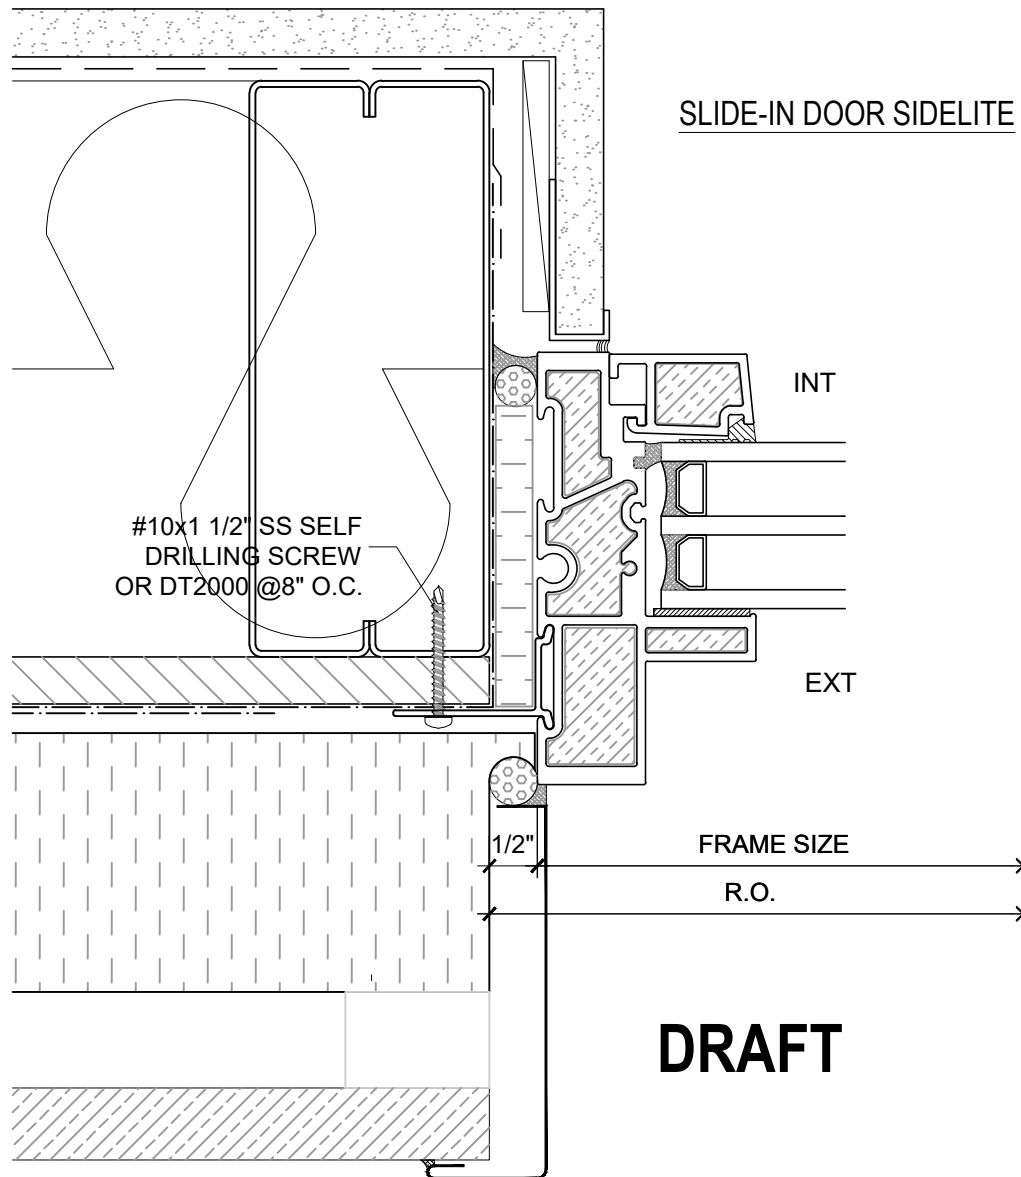 SLIDE-IN DOOR SIDELITE
INT
#10x1 1/2" SS SELF
DRILLING SCREW
OR DT2000 @8" O.C.
EXT
1/2"
FRAME SIZE
R.O.
DRAFT